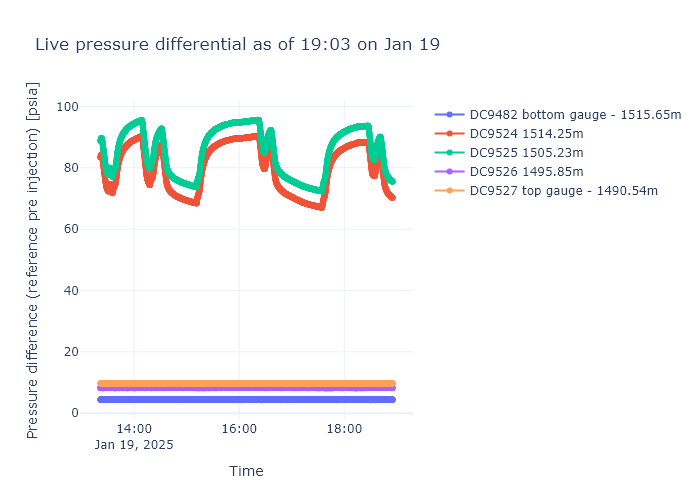 Live pressure differential as of 19:03 on Jan 19
Pressure difference (reference pre injection) [psia]
100
80
60
40
20
0
14:00
Jan 19, 2025
16:00
18:00
Time
DC9482 bottom gauge - 1515.65m
DC9524 1514.25m
DC9525 1505.23m
DC9526 1495.85m
DC9527 top gauge - 1490.54m